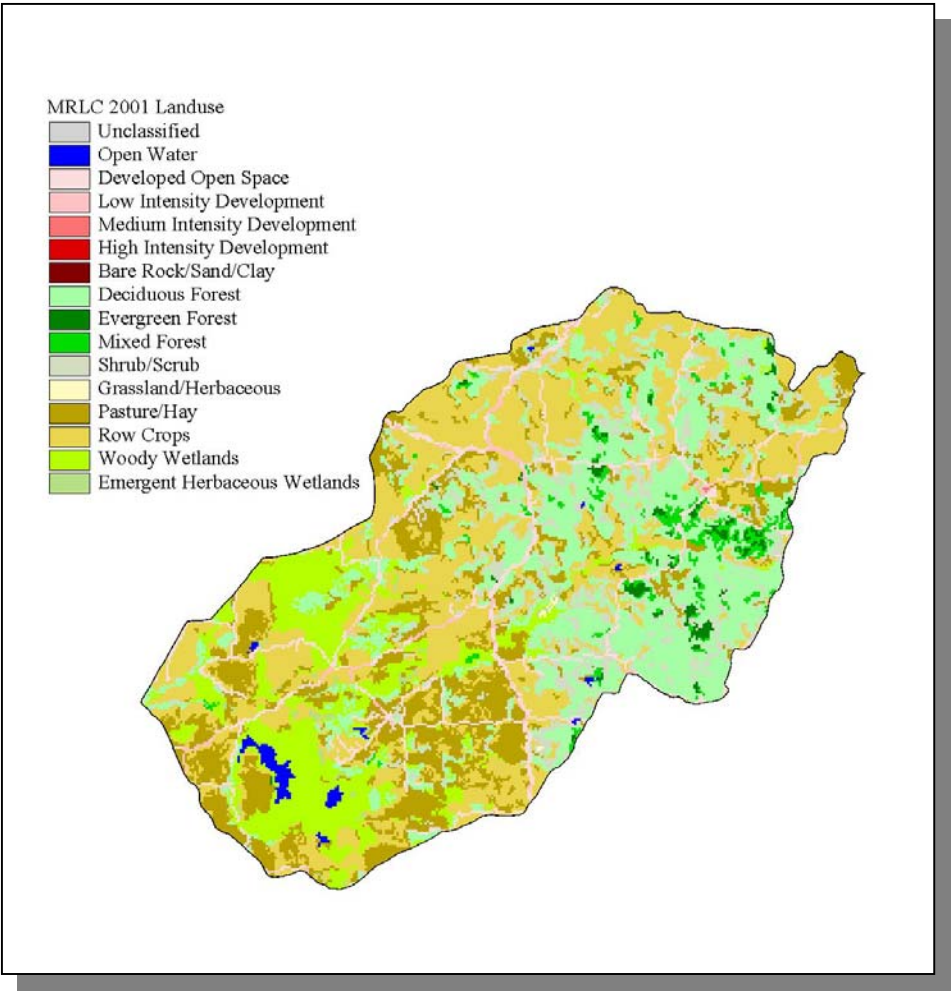 MRLC 2001 Landuse
Unclassified
Open Water
Developed Open Space
Low Intensity Development
Medium Intensity Development
High Intensity Development
Bare Rock/Sand/Clay
Deciduous Forest
Evergreen Forest
Mixed Forest
Shrub/Scrub
Grassland/Herbaceous
Pasture/Hay
Row Crops
Woody Wetlands
Emergent Herbaceous Wetlands